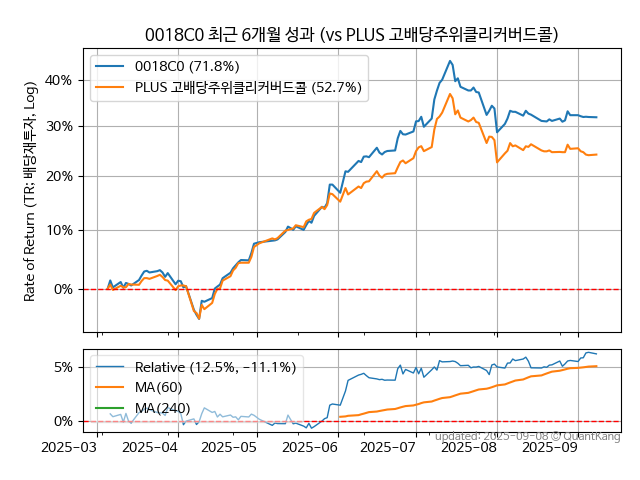 0018C0 최근 6개월 성과 (vs PLUS 고배당주위클리커버드콜)
0018C0 (71.8%)
PLUS 고배당주위클리커버드콜 (52.7%)
Rate of Return (TR: 배당재투자, Log)
40%
30%
20%
10%
0%
Relative (12.5%, −11.1%)
MA(60)
MA(240)
5%
0%
2025-03 2025-04 2025-05 2025-06 2025-07 2025-08 2025-09
updated: 2025-09-08 © QuantKang